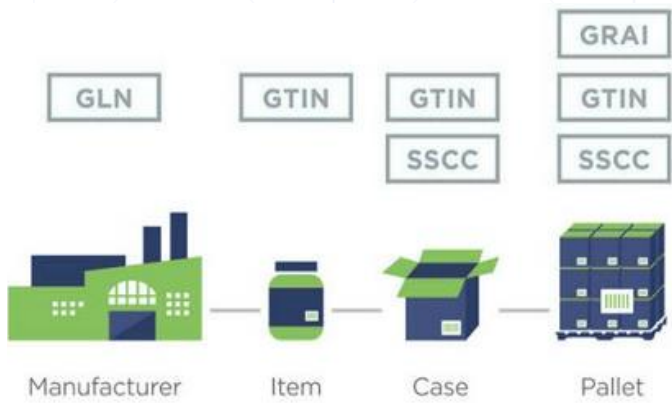 GRAI
GLN GTIN GTIN GTIN
SSCC SSCC
Manufacturer Item Case Pallet